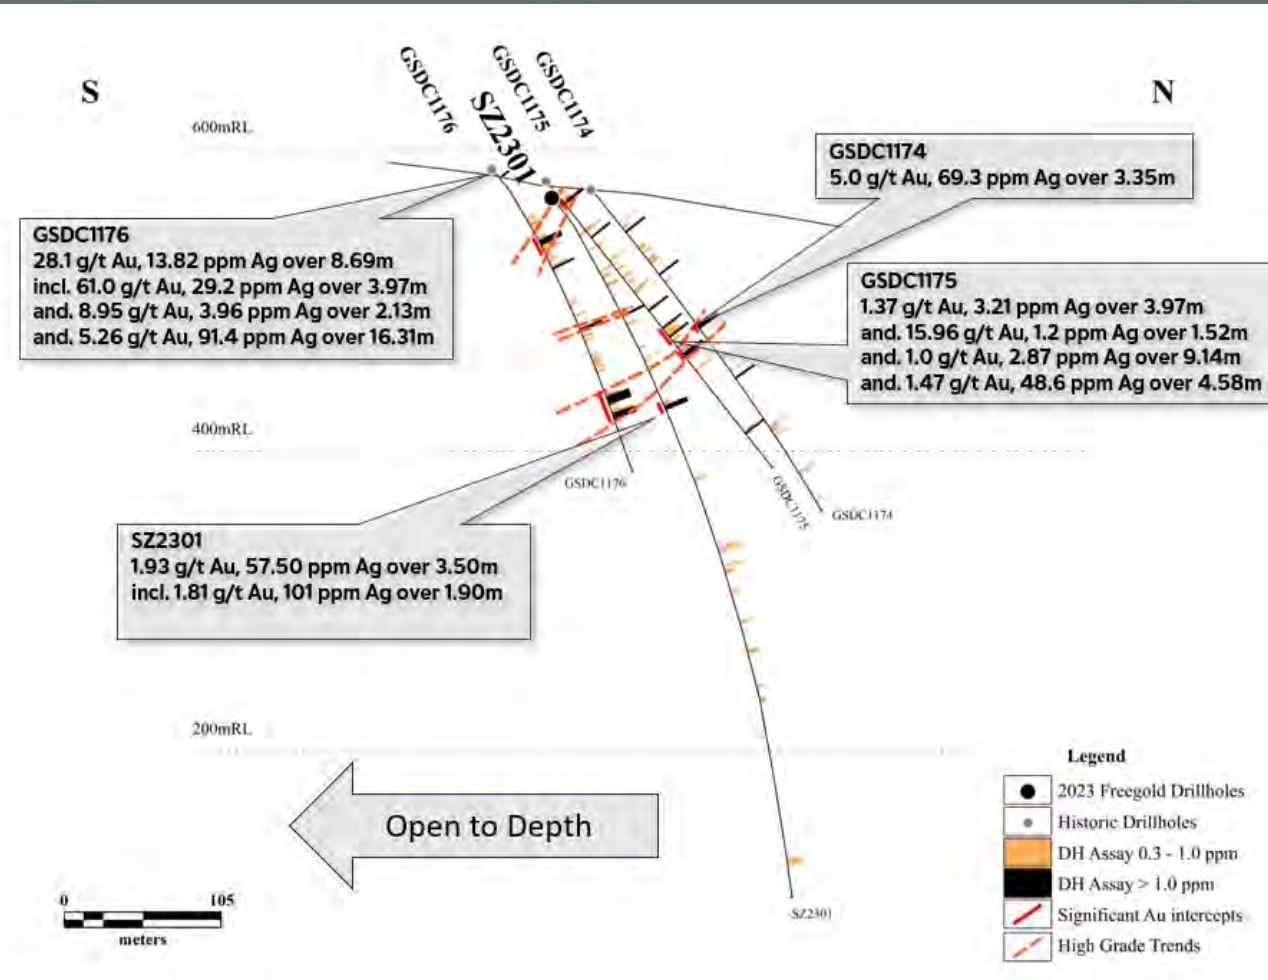 S
N
GSDC1176
SZ2301
GSDC1175
GSDC1174
600mRL
GSDC1174
5.0 g/t Au, 69.3 ppm Ag over 3.35m
GSDC1176
28.1 g/t Au, 13.82 ppm Ag over 8.69m
incl. 61.0 g/t Au, 29.2 ppm Ag over 3.97m
and. 8.95 g/t Au, 3.96 ppm Ag over 2.13m
and. 5.26 g/t Au, 91.4 ppm Ag over 16.31m
GSDC1175
1.37 g/t Au, 3.21 ppm Ag over 3.97m
and. 15.96 g/t Au, 1.2 ppm Ag over 1.52m
and. 1.0 g/t Au, 2.87 ppm Ag over 9.14m
and. 1.47 g/t Au, 48.6 ppm Ag over 4.58m
400mRL
GSDC1176
GSDC1175
GSDC1174
SZ2301
1.93 g/t Au, 57.50 ppm Ag over 3.50m
incl. 1.81 g/t Au, 101 ppm Ag over 1.90m
200mRL
Open to Depth
Legend
2023 Freegold Drillholes
Historic Drillholes
DH Assay 0.3 - 1.0 ppm
DH Assay > 1.0 ppm
Significant Au intercepts
High Grade Trends
0 105
meters
SZ2301